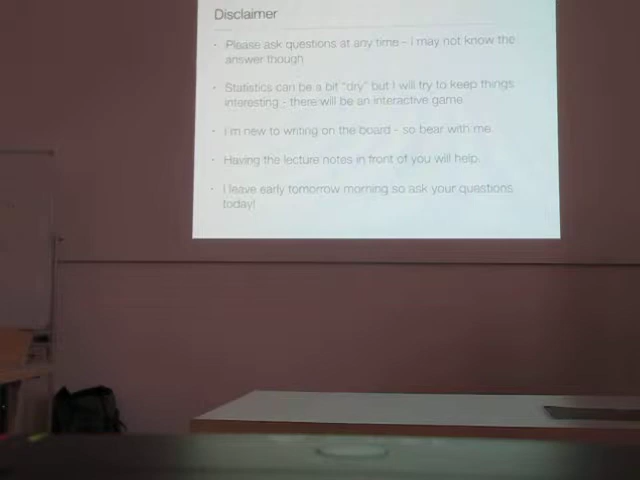 Disclaimer
• Please ask questions at any time - I may not know the
answer though
• Statistics can be a bit "dry" but I will try to keep things
interesting - there will be an interactive game
• I'm new to writing on the board - so bear with me.
• Having the lecture notes in front of you will help.
• I leave early tomorrow morning so ask your questions
today!